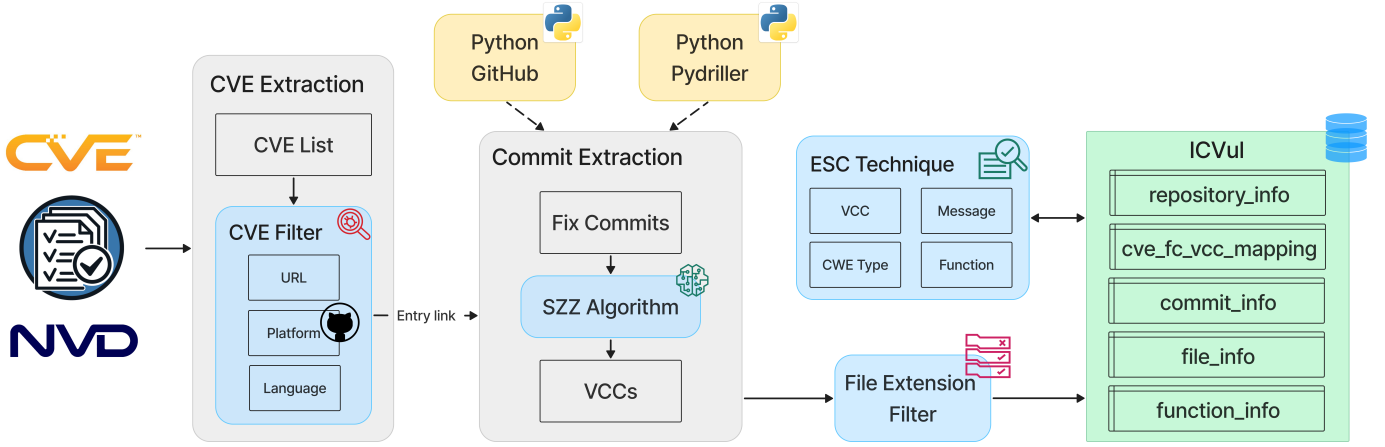 CVE™
NVD
CVE Extraction
CVE List
CVE Filter
URL
Platform
Language
Entry link
Python
GitHub
Python
Pydriller
Commit Extraction
Fix Commits
SZZ Algorithm
VCCs
ESC Technique
VCC
Message
CWE Type
Function
File Extension
Filter
ICVul
repository_info
cve_fc_vcc_mapping
commit_info
file_info
function_info